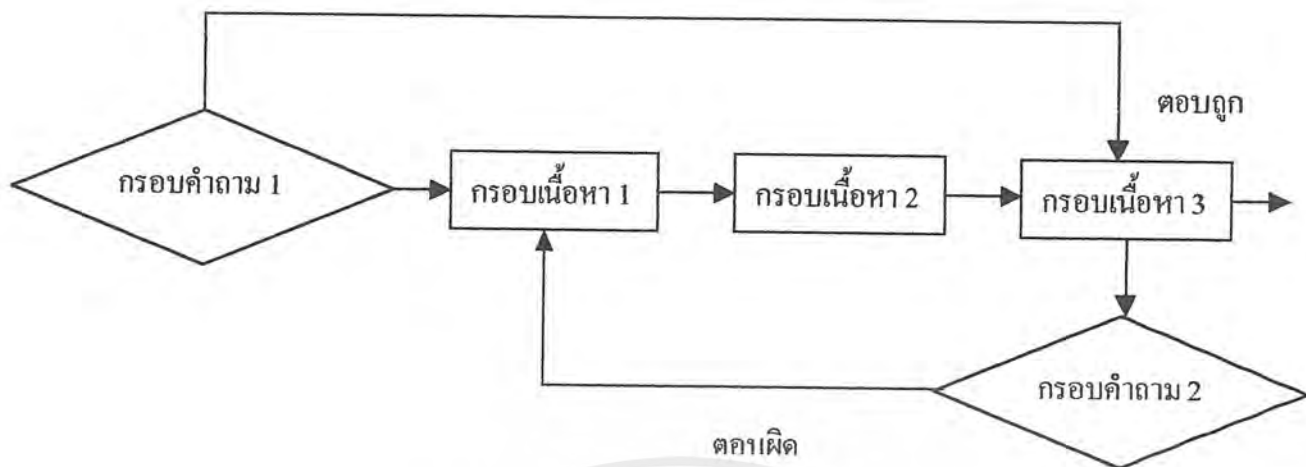 ตอบถูก
กรอบคำถาม 1
กรอบเนื้อหา 1
กรอบเนื้อหา 2
กรอบเนื้อหา 3
กรอบคำถาม 2
ตอบผิด